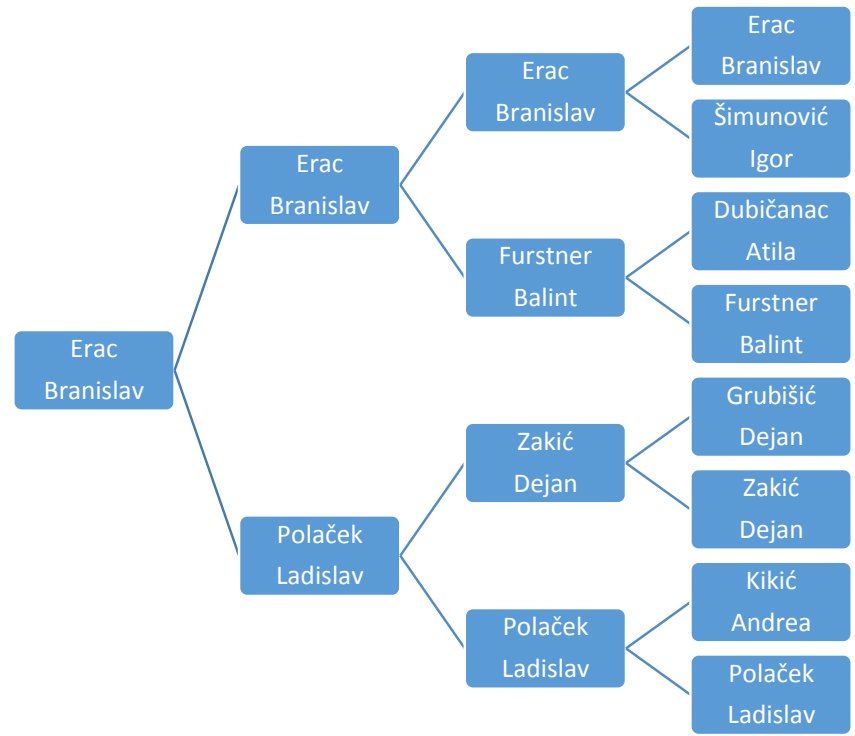 Erac
Branislav
Erac
Branislav
Polaček
Ladislav
Erac
Branislav
Furstner
Balint
Zakić
Dejan
Polaček
Ladislav
Erac
Branislav
Šimunović
Igor
Dubičanac
Atila
Furstner
Balint
Grubišić
Dejan
Zakić
Dejan
Kikić
Andrea
Polaček
Ladislav